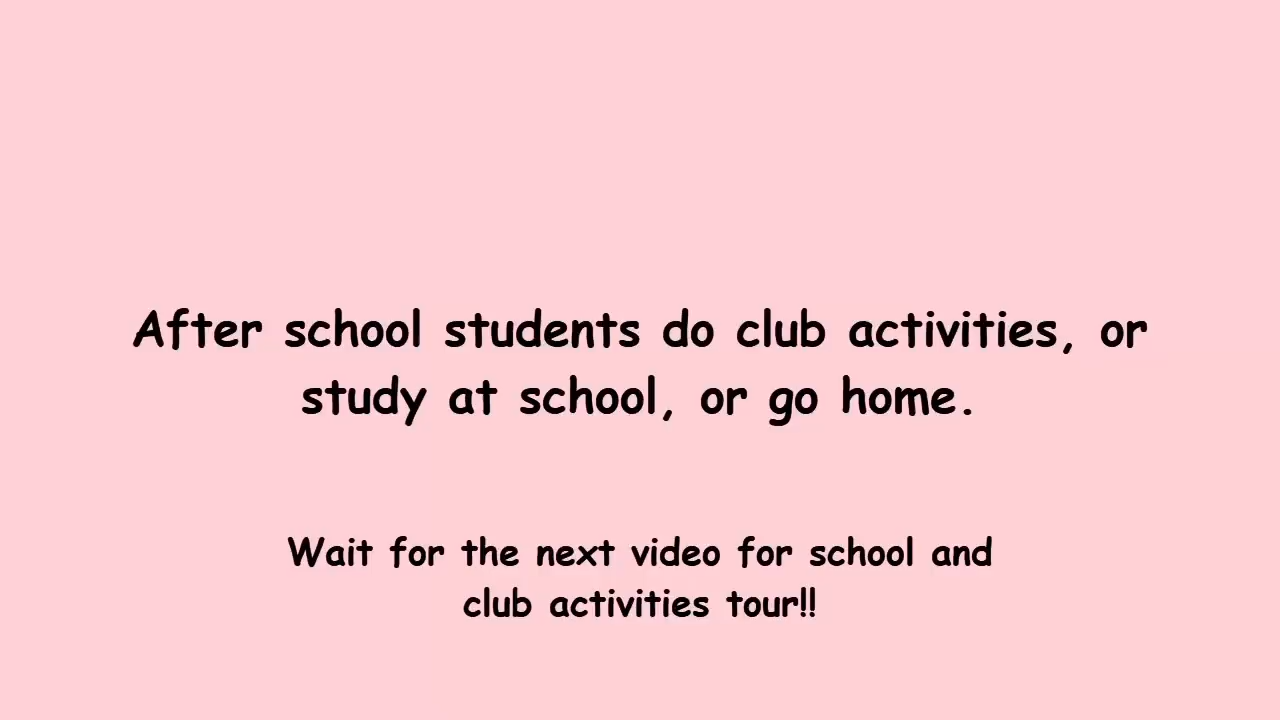 After school students do club activities, or
study at school, or go home.
Wait for the next video for school and
club activities tour!!